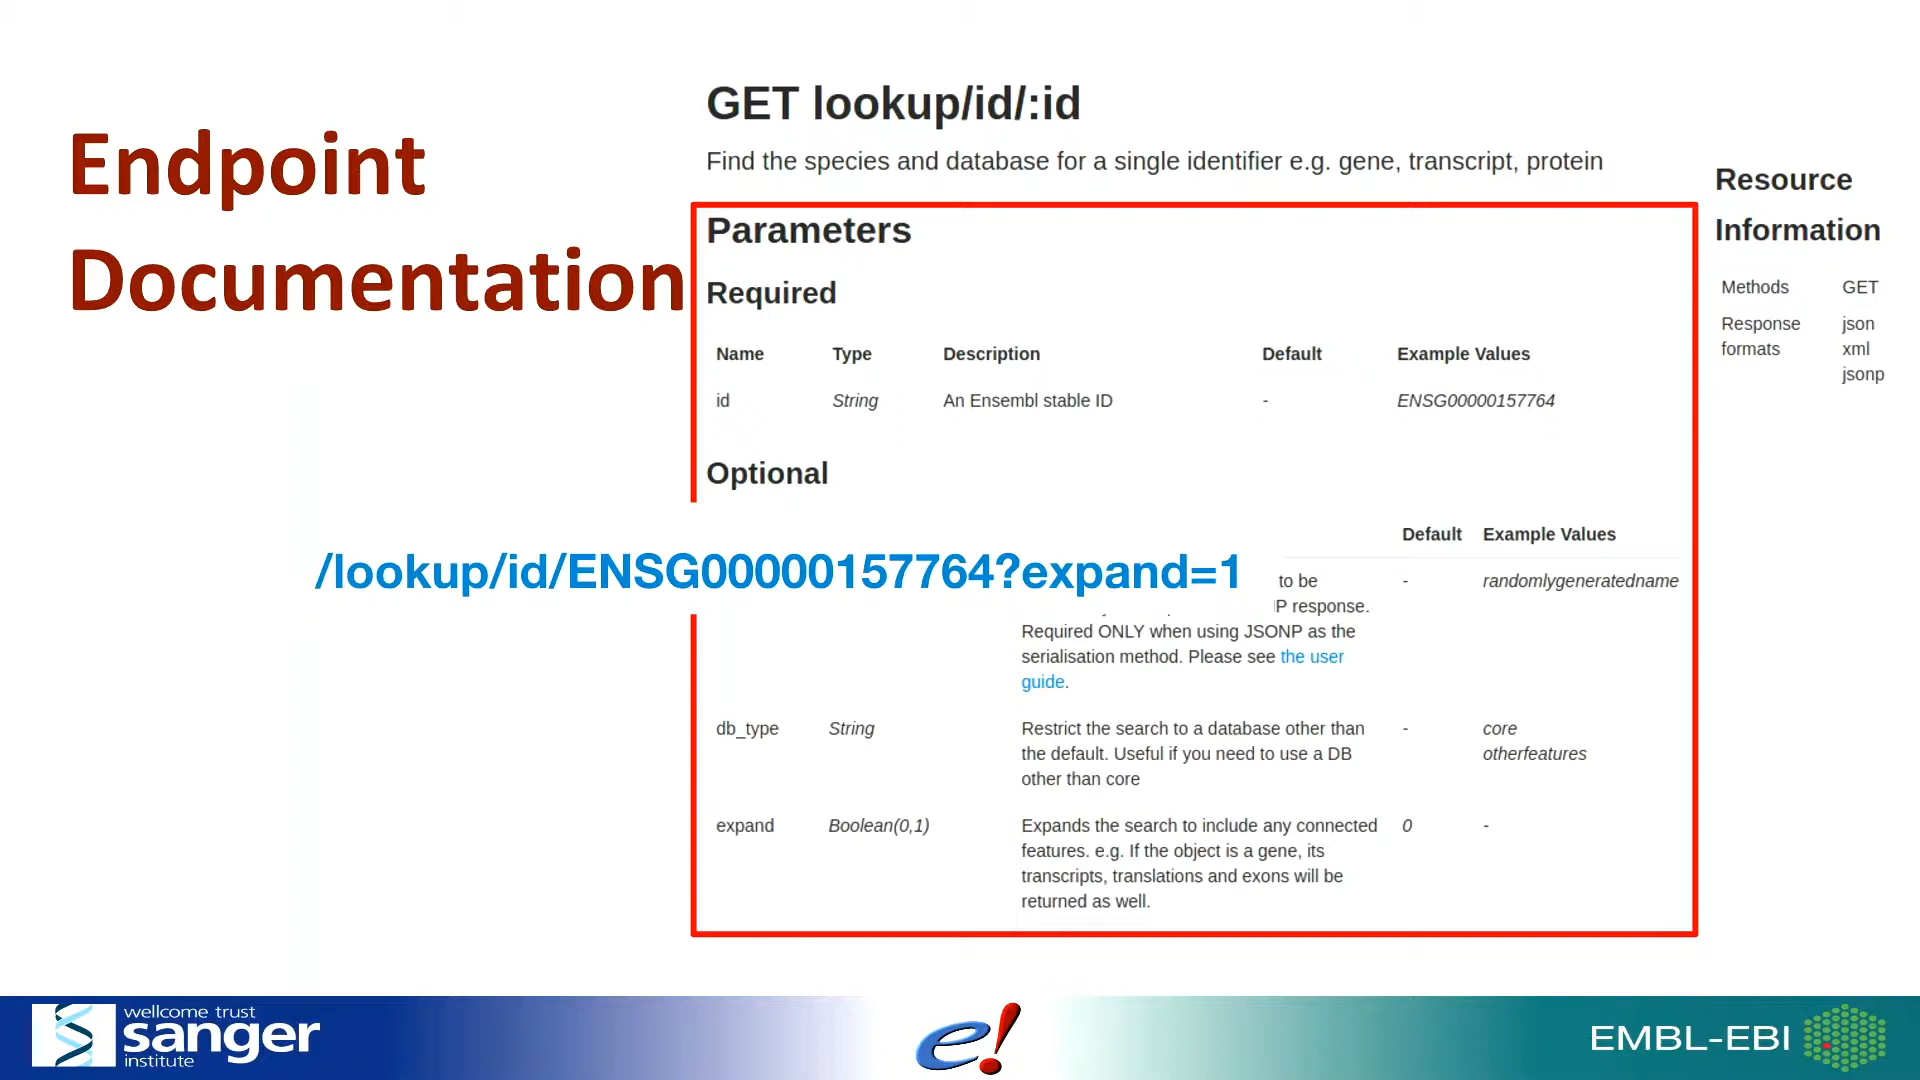 Endpoint
Documentation
GET lookup/id/:id
Find the species and database for a single identifier e.g. gene, transcript, protein
Parameters
Required
Name Type Description Default Example Values
id String An Ensembl stable ID - ENSG00000157764
Optional
Default Example Values
/lookup/id/ENSG00000157764?expand=1
to be - randomlygeneratedname
P response.
Required ONLY when using JSONP as the
serialisation method. Please see the user
guide.
db_type String Restrict the search to a database other than - core
the default. Useful if you need to use a DB otherfeatures
other than core
expand Boolean(0,1) Expands the search to include any connected 0 -
features. e.g. If the object is a gene, its
transcripts, translations and exons will be
returned as well.
Resource
Information
Methods GET
Response json
formats xml
jsonp
wellcome trust
sanger
institute
e!
EMBL-EBI